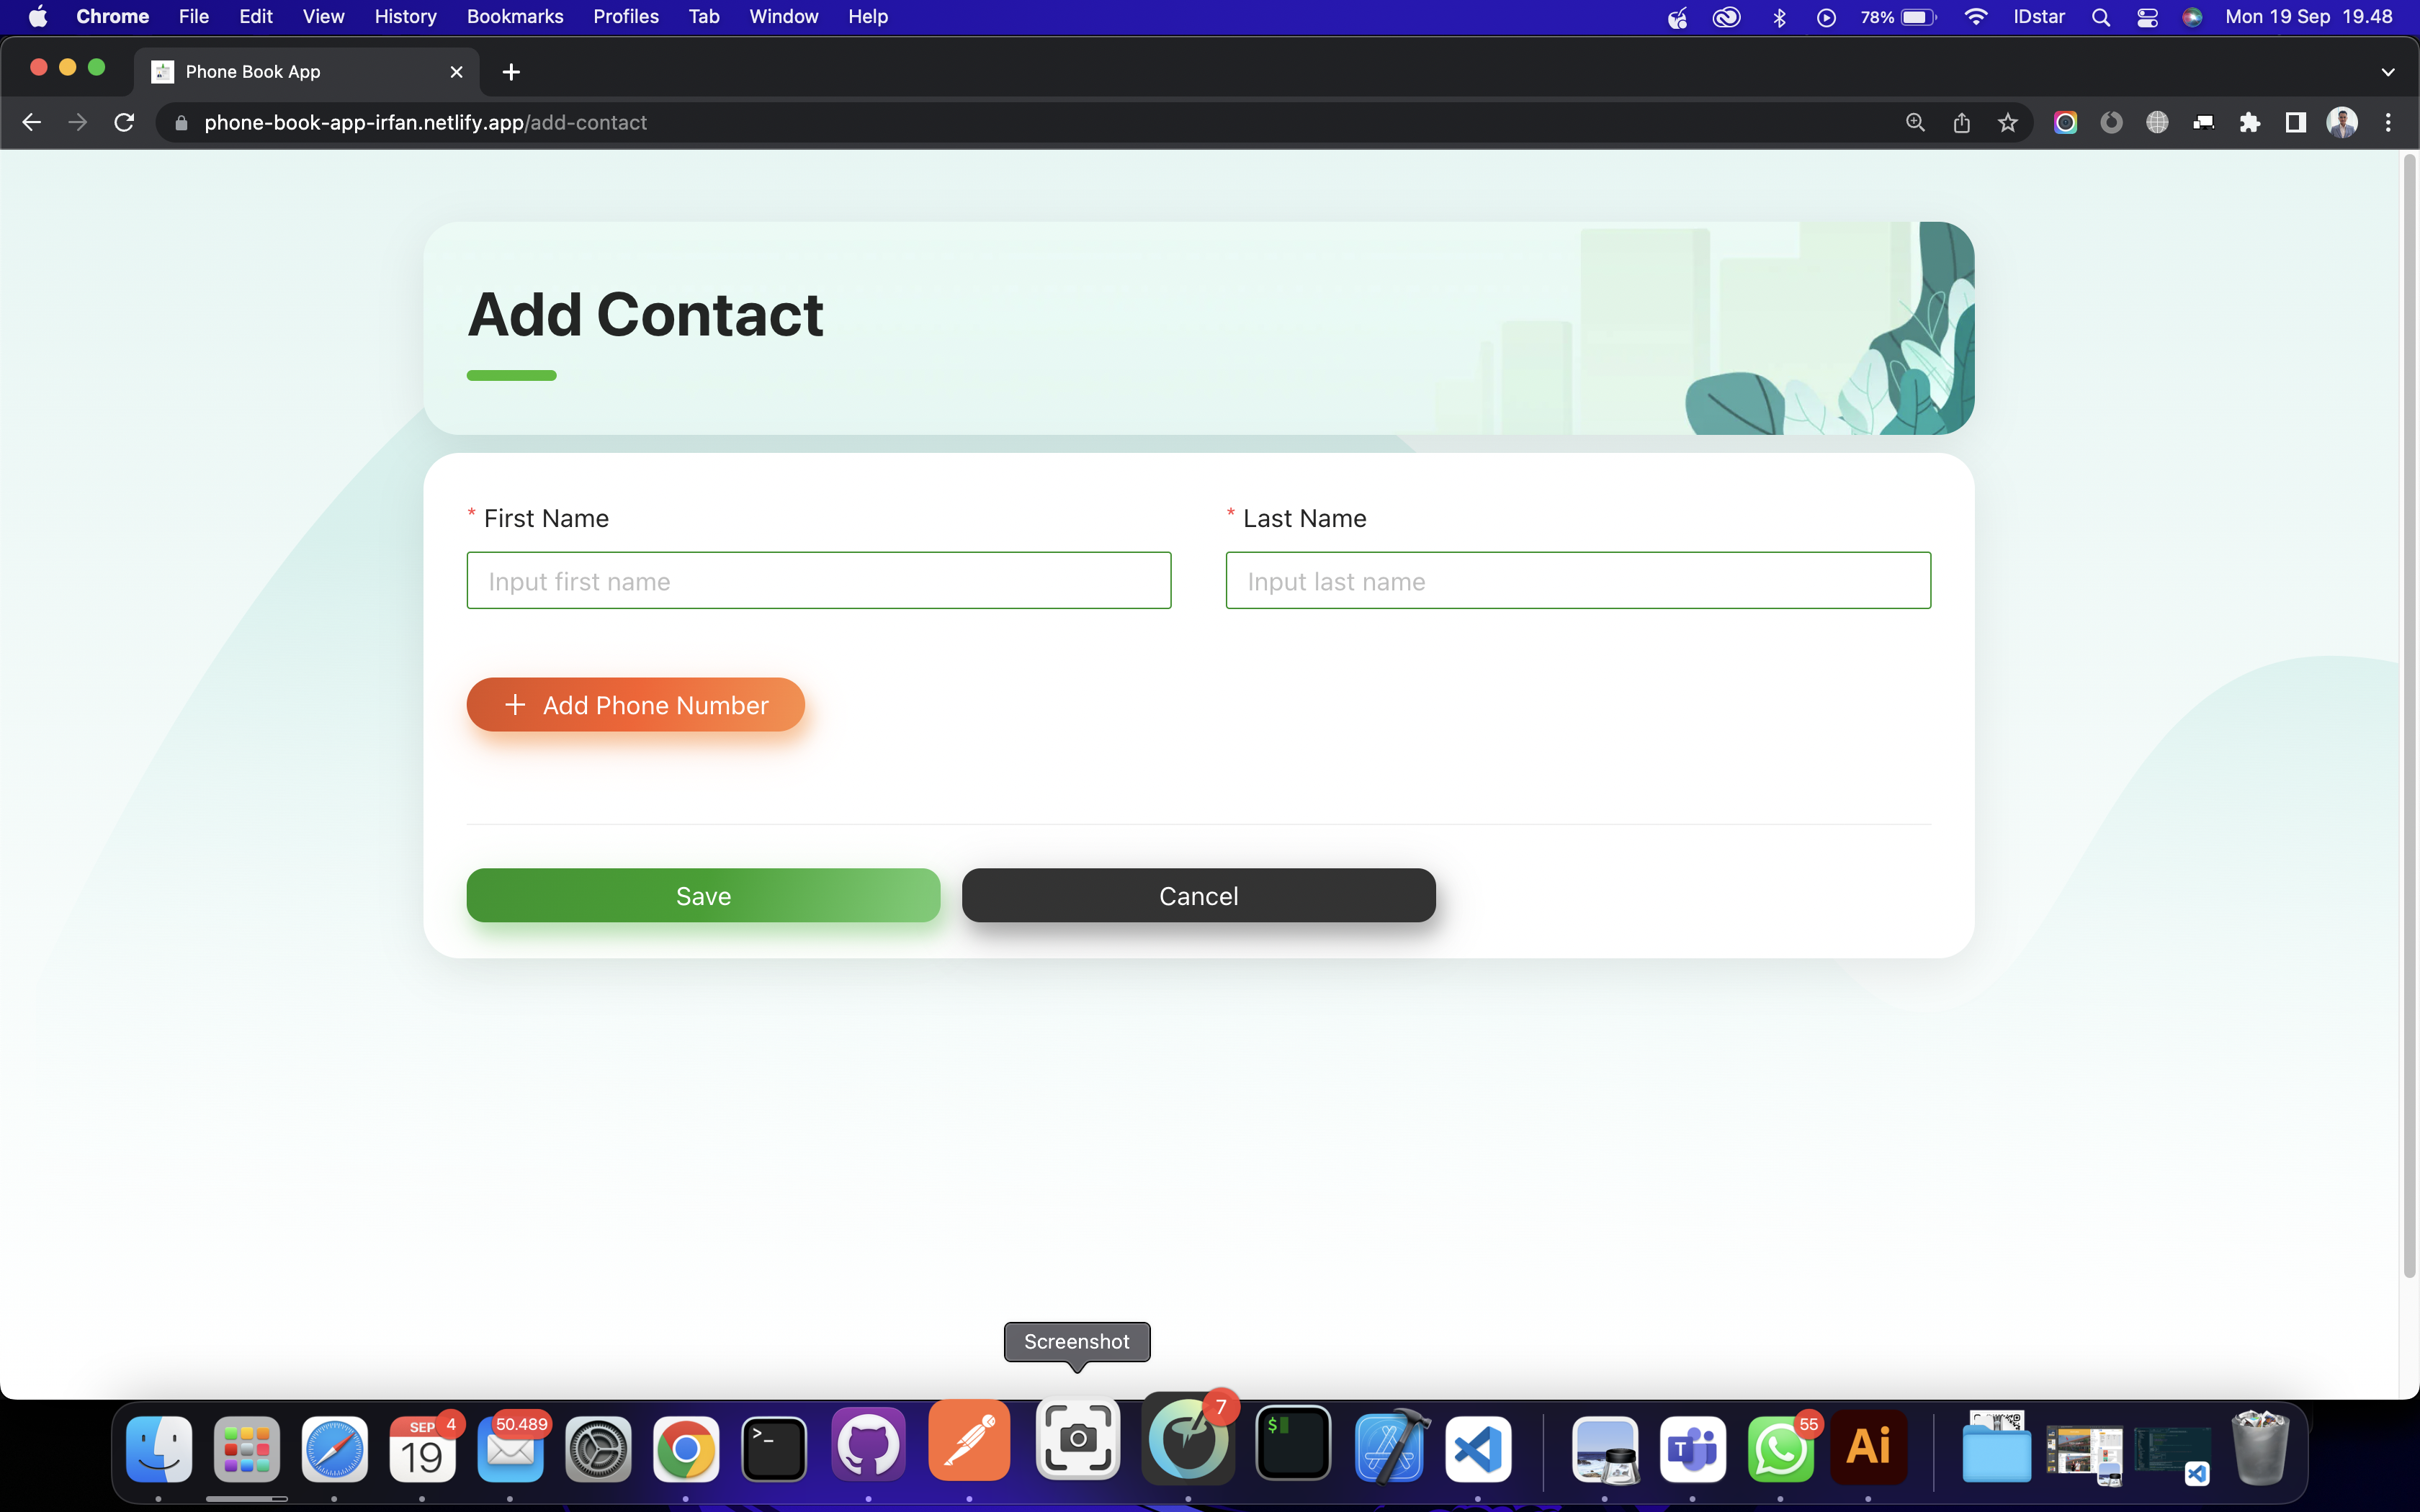 Chrome File Edit View History Bookmarks Profiles Tab Window Help 78% IDstar Mon 19 Sep 19.48
Phone Book App
phone-book-app-irfan.netlify.app/add-contact
Add Contact
* First Name
* Last Name
Input first name
Input last name
+ Add Phone Number
Save
Cancel
Screenshot
SEP 4
19
50.489
>_
7
$
T
55
Ai